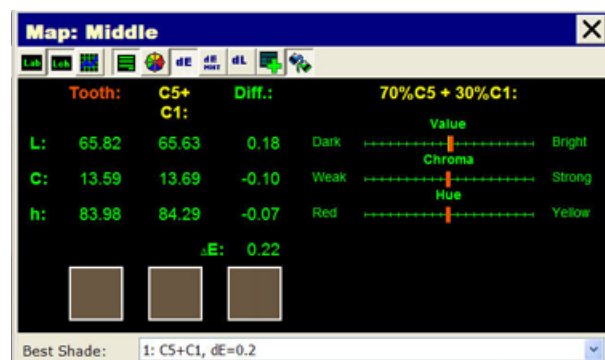 Map: Middle
Lab Lch dE dE dL
Tooth: C5+ C1: Diff.: 70%C5 + 30%C1:
Value
L: 65.82 65.63 0.18 Dark Bright
Chroma
C: 13.59 13.69 -0.10 Weak Strong
Hue
h: 83.98 84.29 -0.07 Red Yellow
ΔE: 0.22
Best Shade: 1: C5+C1, dE=0.2